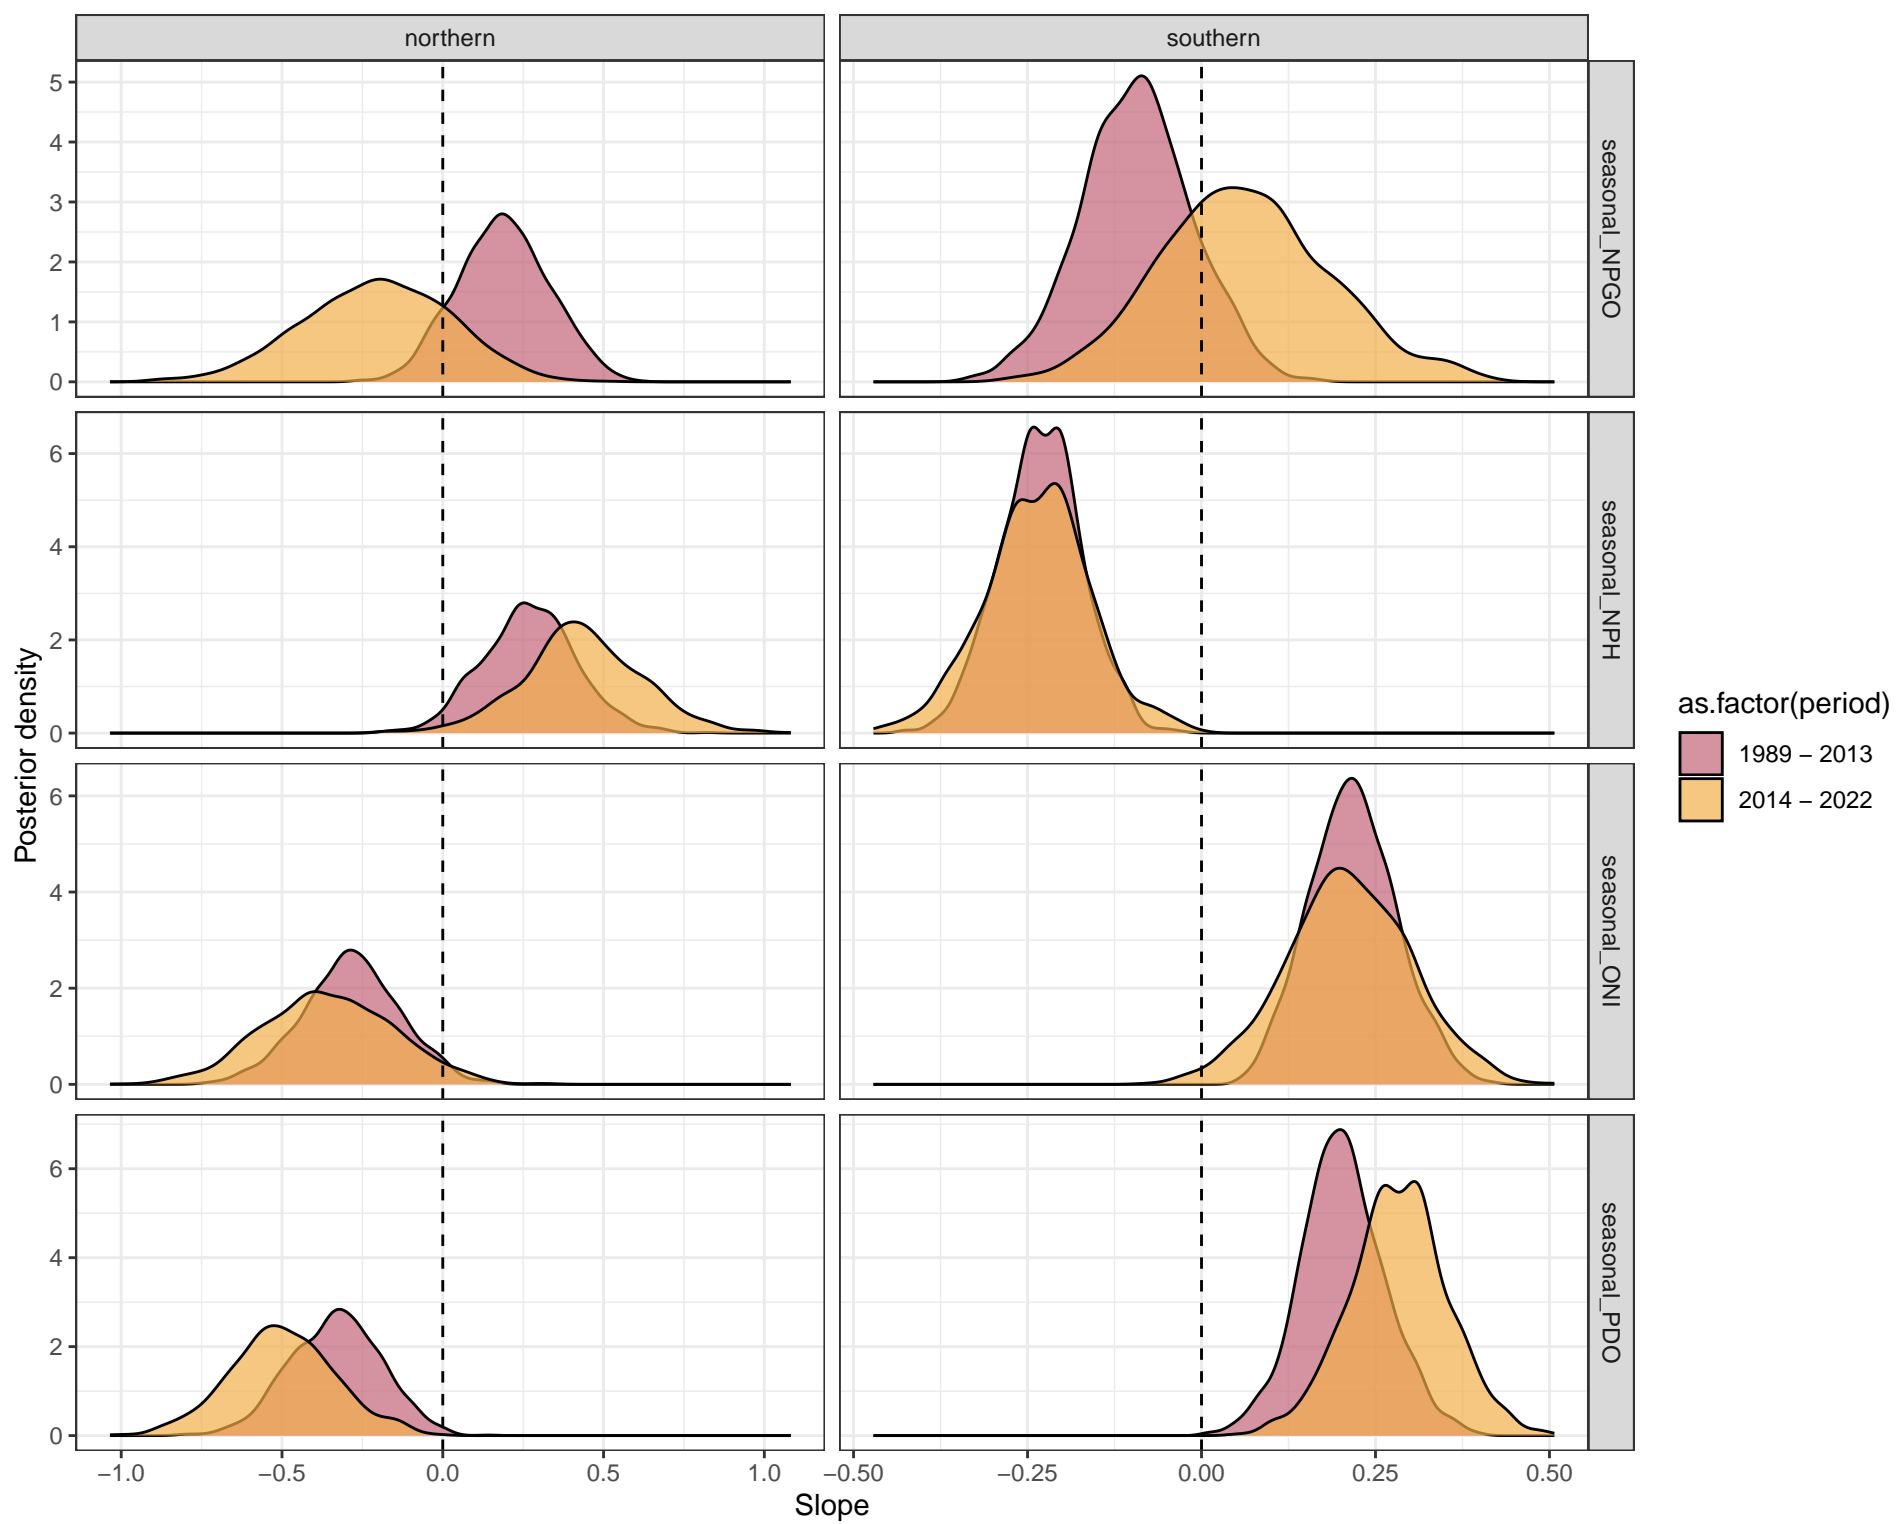 northern
southern
5
4
3
2
1
0
seasonal_NPGO
6
4
2
0
seasonal_NPH
Posterior density
as.factor(period)
1989 – 2013
2014 – 2022
6
4
2
0
seasonal_ONI
6
4
2
0
seasonal_PDO
−1.0 −0.5 0.0 0.5 1.0 −0.50 −0.25 0.00 0.25 0.50
Slope